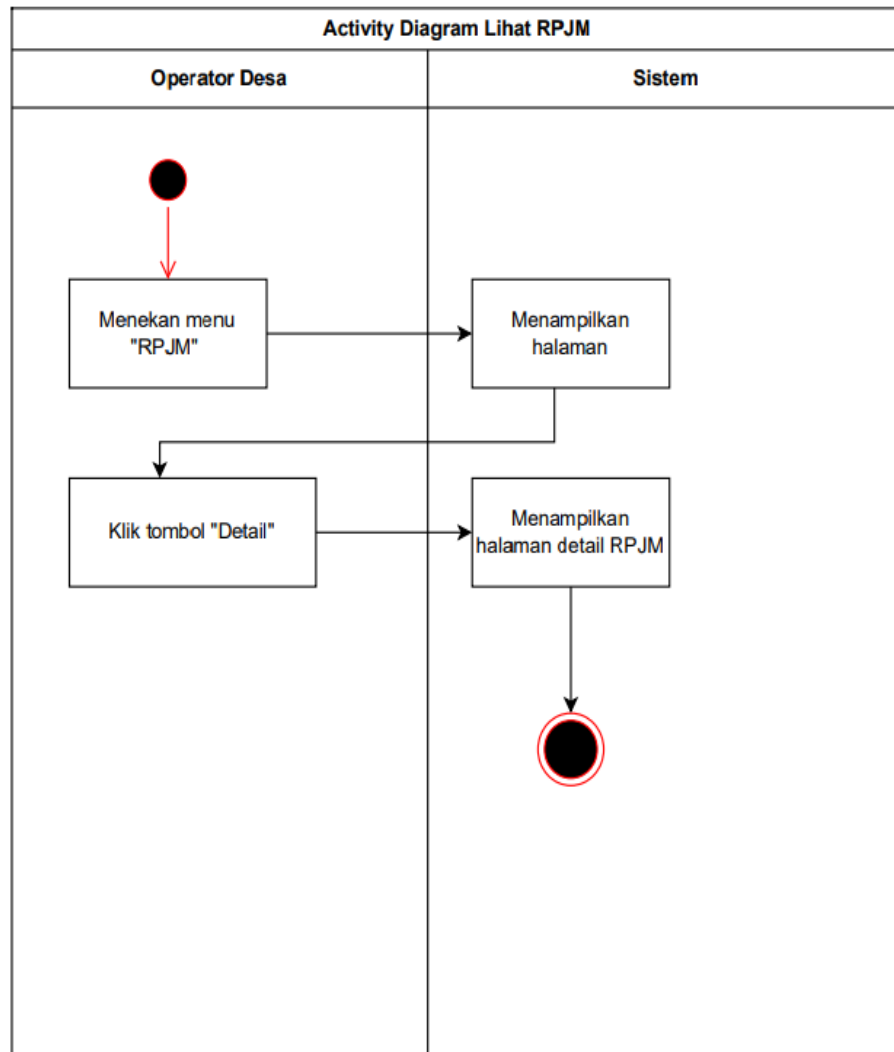 Activity Diagram Lihat RPJM
Operator Desa
Sistem
Menekan menu
"RPJM"
Menampilkan
halaman
Klik tombol "Detail"
Menampilkan
halaman detail RPJM